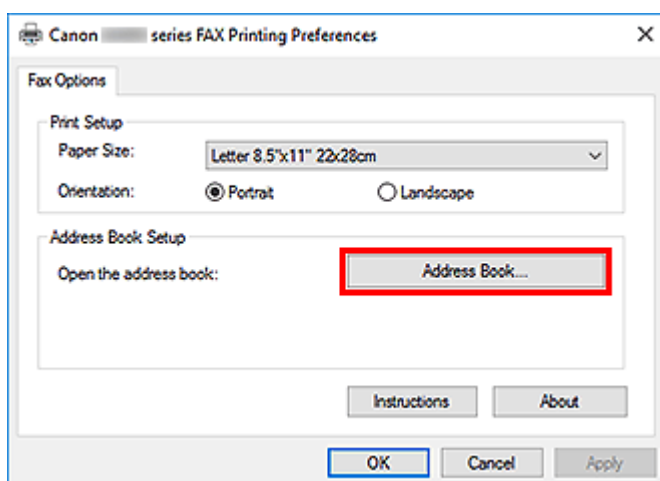 Canon series FAX Printing Preferences
Fax Options
Print Setup
Paper Size: Letter 8.5"x11" 22x28cm
Orientation: Portrait Landscape
Address Book Setup
Open the address book: Address Book...
Instructions About
OK Cancel Apply